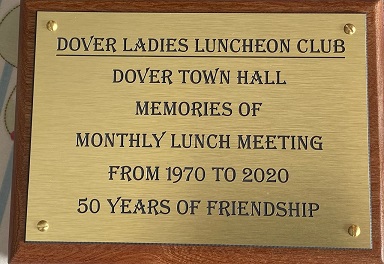 DOVER LADIES LUNCHEON CLUB
DOVER TOWN HALL
MEMORIES OF
MONTHLY LUNCH MEETING
FROM 1970 TO 2020
50 YEARS OF FRIENDSHIP